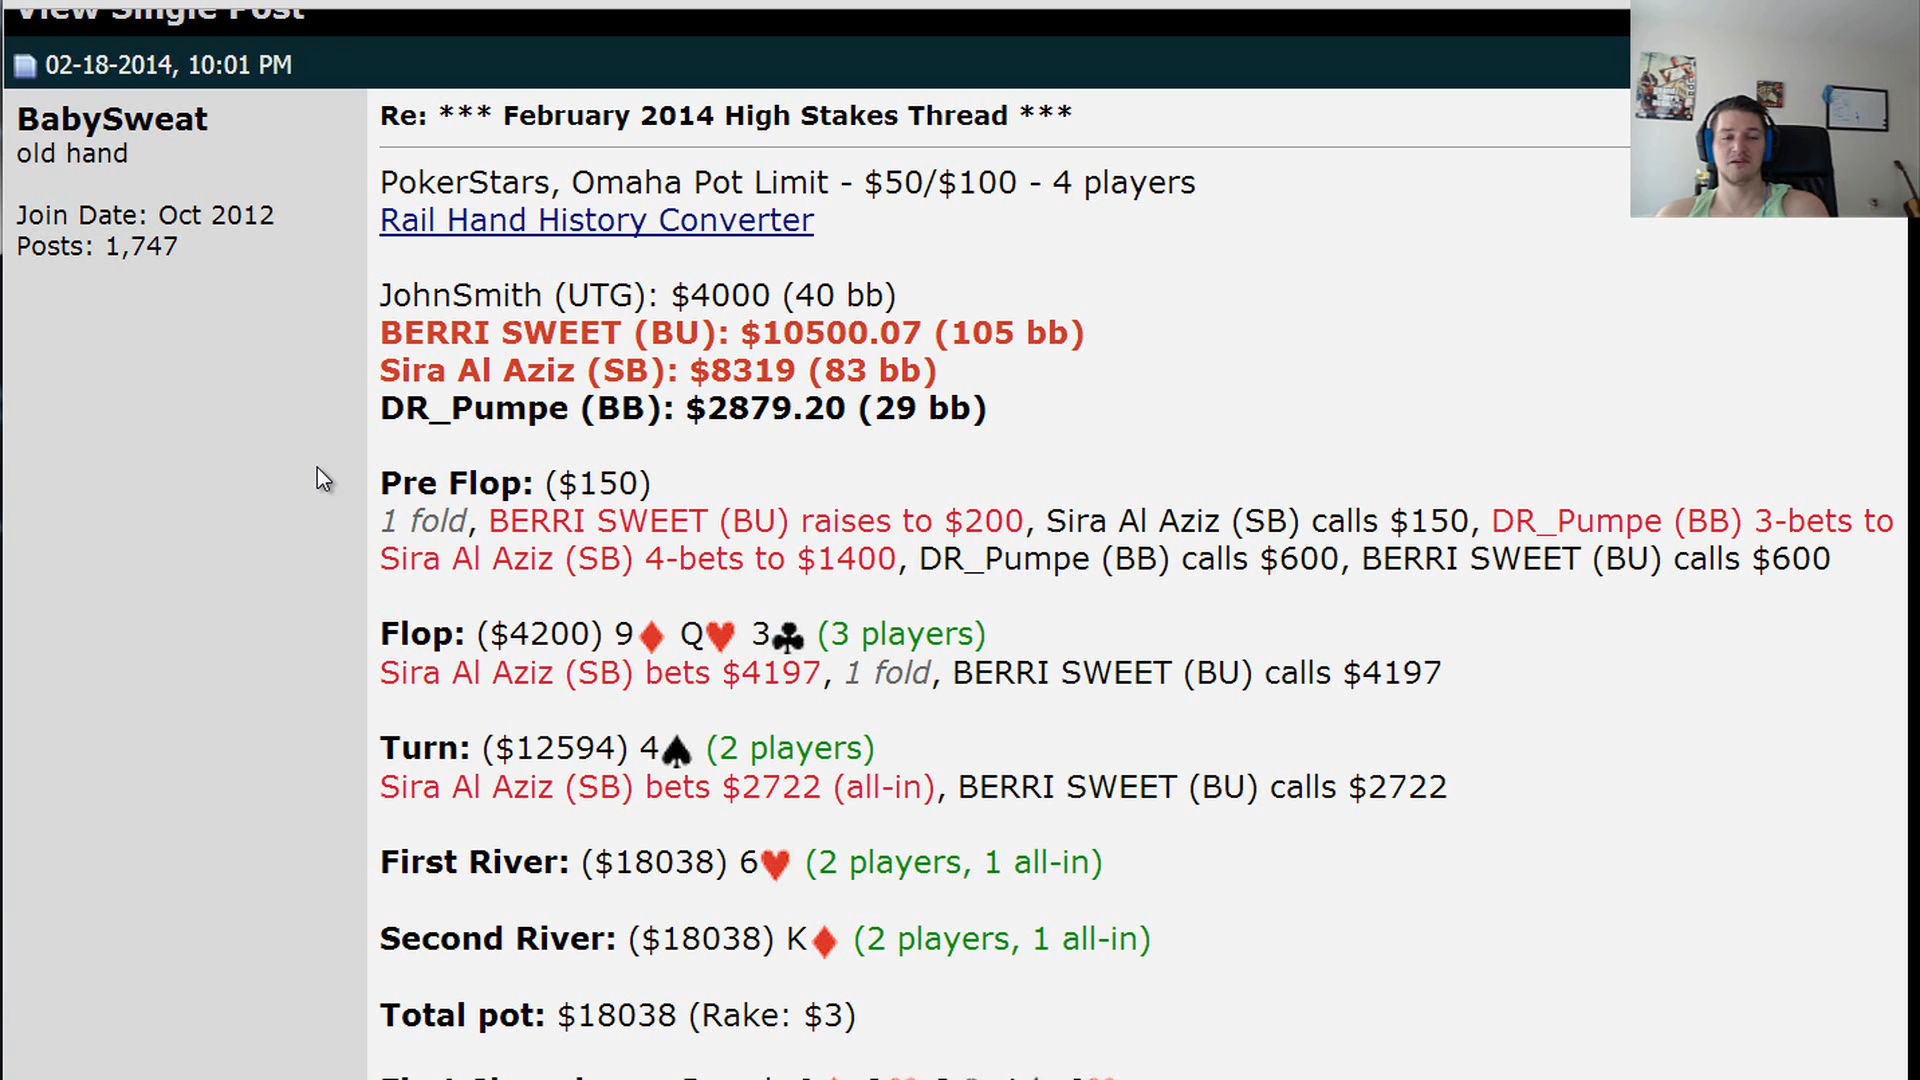 View Single Post
02-18-2014, 10:01 PM
BabySweat
old hand
Join Date: Oct 2012
Posts: 1,747
Re: *** February 2014 High Stakes Thread ***
PokerStars, Omaha Pot Limit - $50/$100 - 4 players
Rail Hand History Converter
JohnSmith (UTG): $4000 (40 bb)
BERRI SWEET (BU): $10500.07 (105 bb)
Sira Al Aziz (SB): $8319 (83 bb)
DR_Pumpe (BB): $2879.20 (29 bb)
Pre Flop: ($150)
1 fold, BERRI SWEET (BU) raises to $200, Sira Al Aziz (SB) calls $150, DR_Pumpe (BB) 3-bets to
Sira Al Aziz (SB) 4-bets to $1400, DR_Pumpe (BB) calls $600, BERRI SWEET (BU) calls $600
Flop: ($4200) 9♦ Q♥ 3♣ (3 players)
Sira Al Aziz (SB) bets $4197, 1 fold, BERRI SWEET (BU) calls $4197
Turn: ($12594) 4♠ (2 players)
Sira Al Aziz (SB) bets $2722 (all-in), BERRI SWEET (BU) calls $2722
First River: ($18038) 6♥ (2 players, 1 all-in)
Second River: ($18038) K♦ (2 players, 1 all-in)
Total pot: $18038 (Rake: $3)